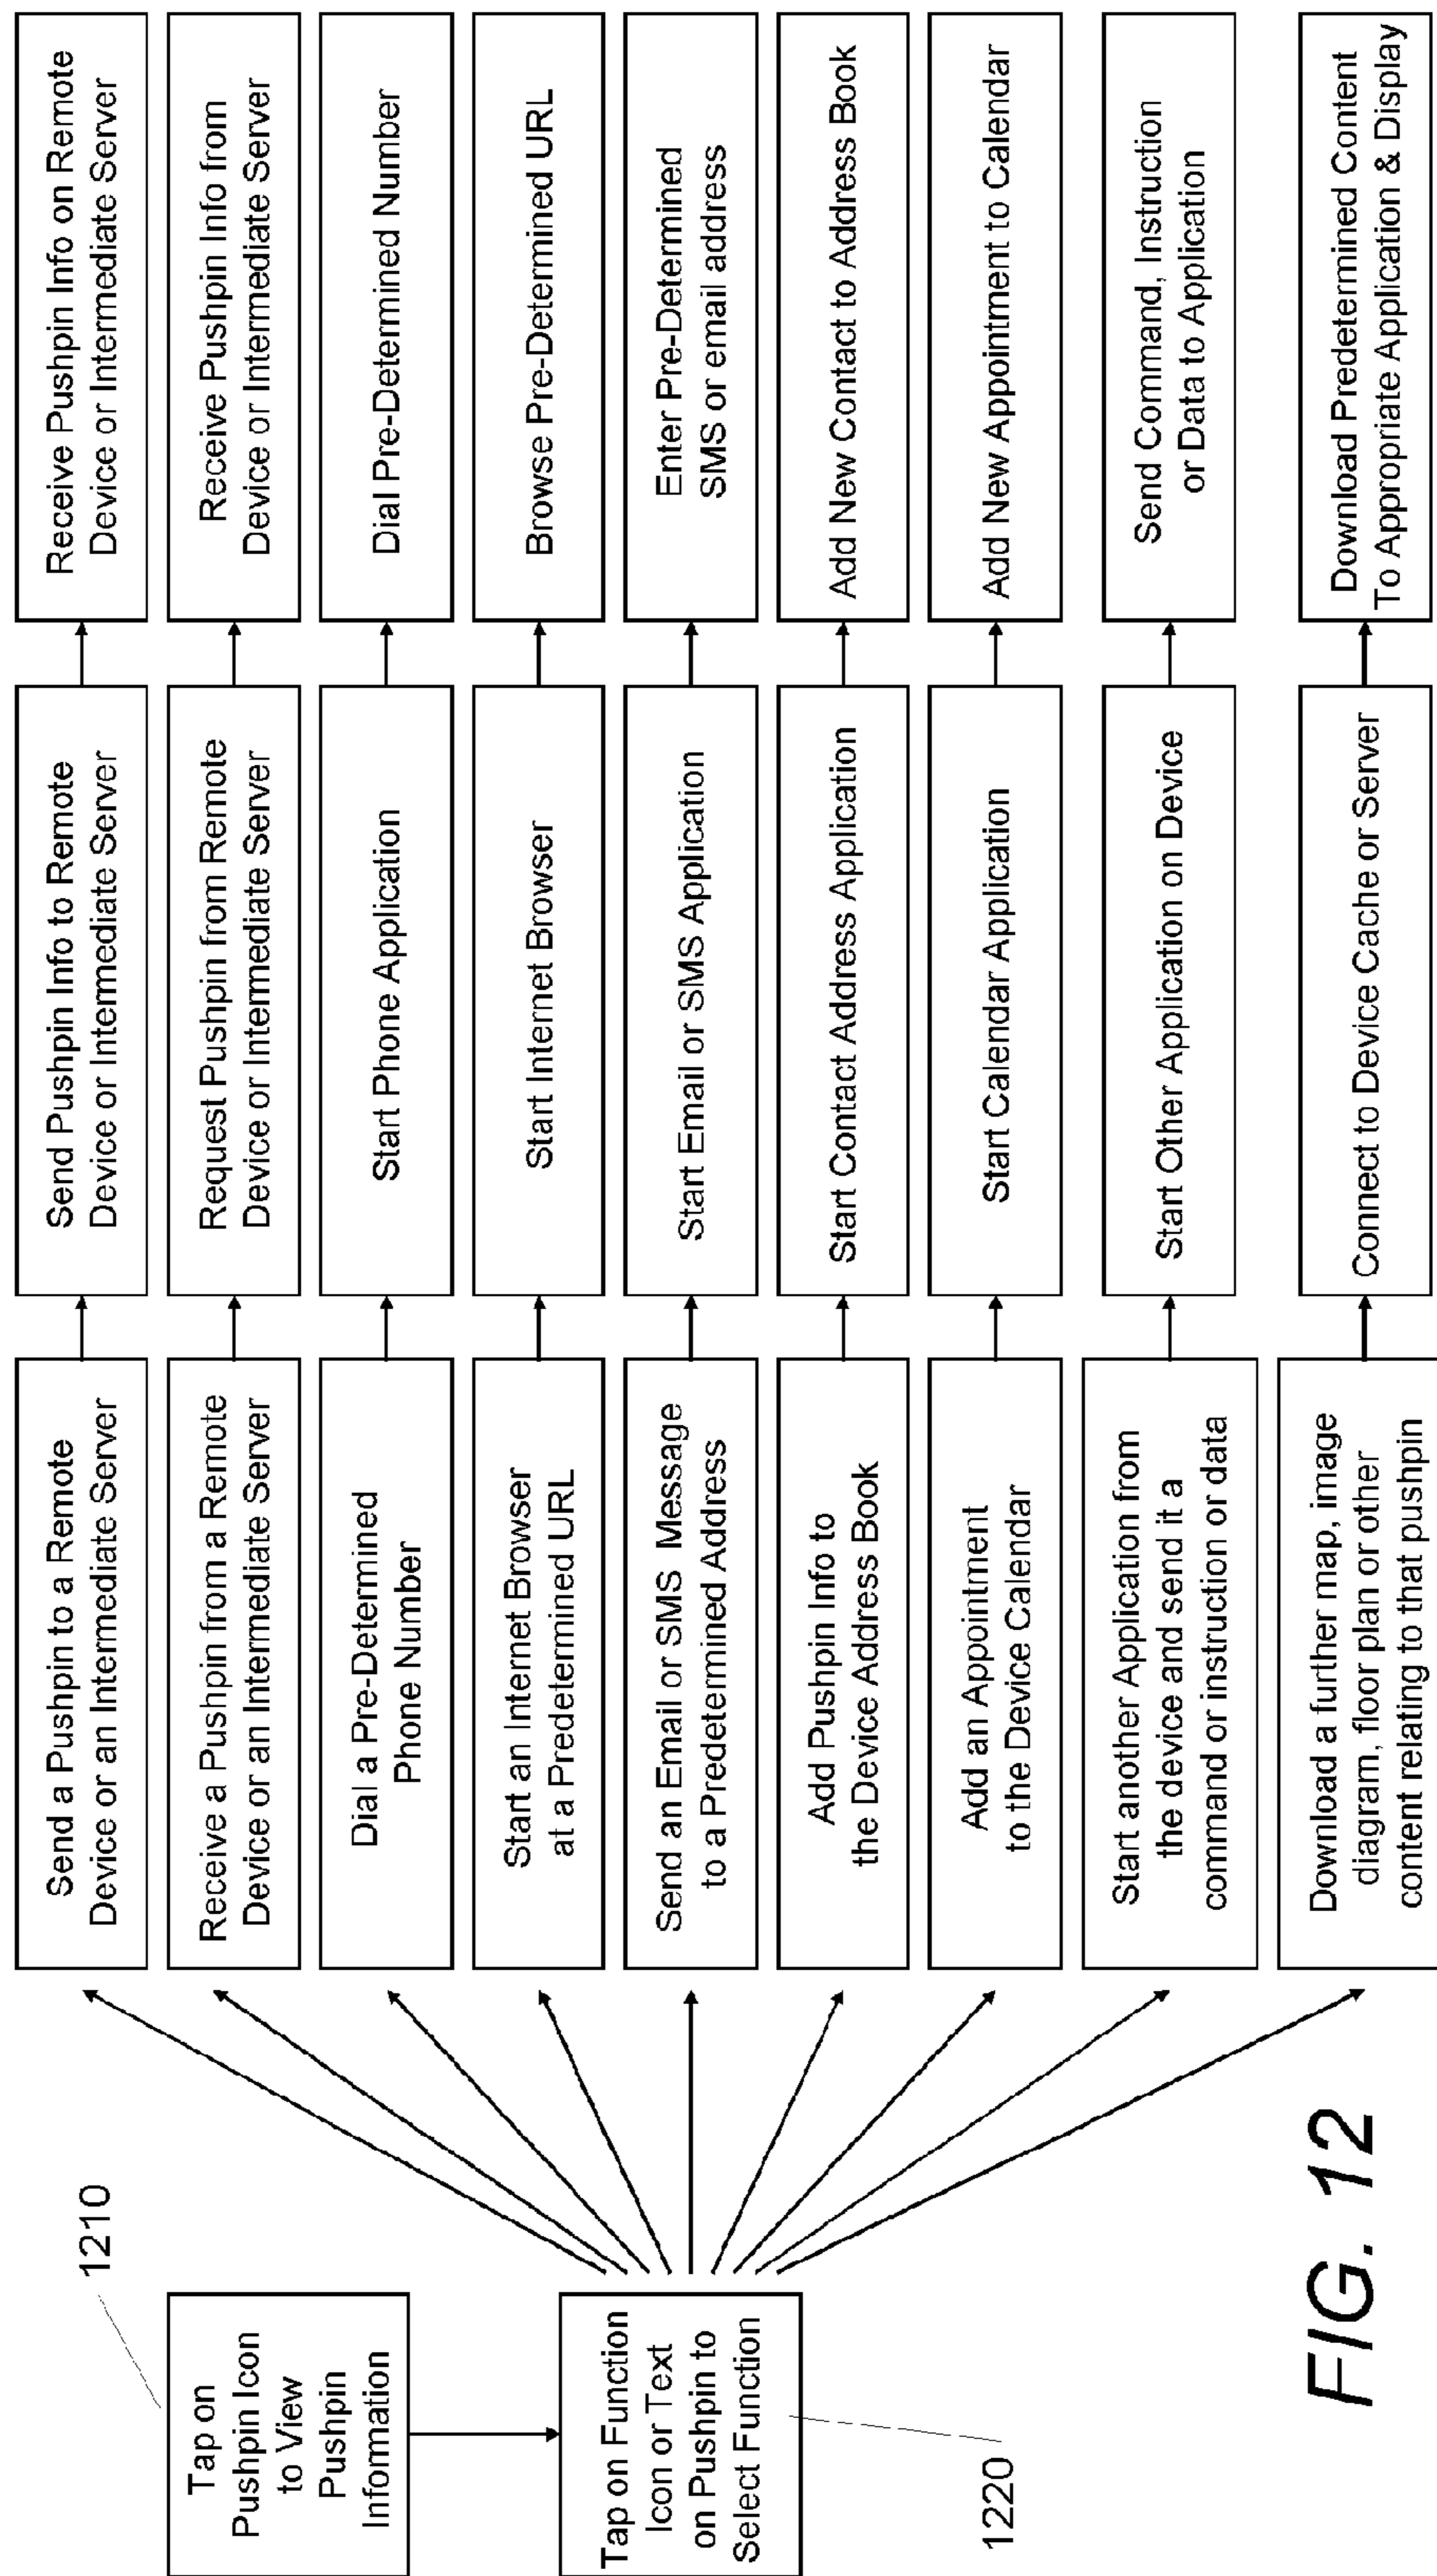 1210
Tap on
Pushpin Icon
to View
Pushpin
Information
Tap on Function
Icon or Text
on Pushpin to
Select Function
1220
Send a Pushpin to a Remote
Device or an Intermediate Server
Send Pushpin Info to Remote
Device or Intermediate Server
Receive Pushpin Info on Remote
Device or Intermediate Server
Receive a Pushpin from a Remote
Device or an Intermediate Server
Request Pushpin from Remote
Device or Intermediate Server
Receive Pushpin Info from
Device or Intermediate Server
Dial a Pre-Determined
Phone Number
Start Phone Application
Dial Pre-Determined Number
Start an Internet Browser
at a Predetermined URL
Start Internet Browser
Browse Pre-Determined URL
Send an Email or SMS Message
to a Predetermined Address
Start Email or SMS Application
Enter Pre-Determined
SMS or email address
Add Pushpin Info to
the Device Address Book
Start Contact Address Application
Add New Contact to Address Book
Add an Appointment
to the Device Calendar
Start Calendar Application
Add New Appointment to Calendar
Start another Application from
the device and send it a
command or instruction or data
Start Other Application on Device
Send Command, Instruction
or Data to Application
Download a further map, image
diagram, floor plan or other
content relating to that pushpin
Connect to Device Cache or Server
Download Predetermined Content
To Appropriate Application & Display
FIG. 12